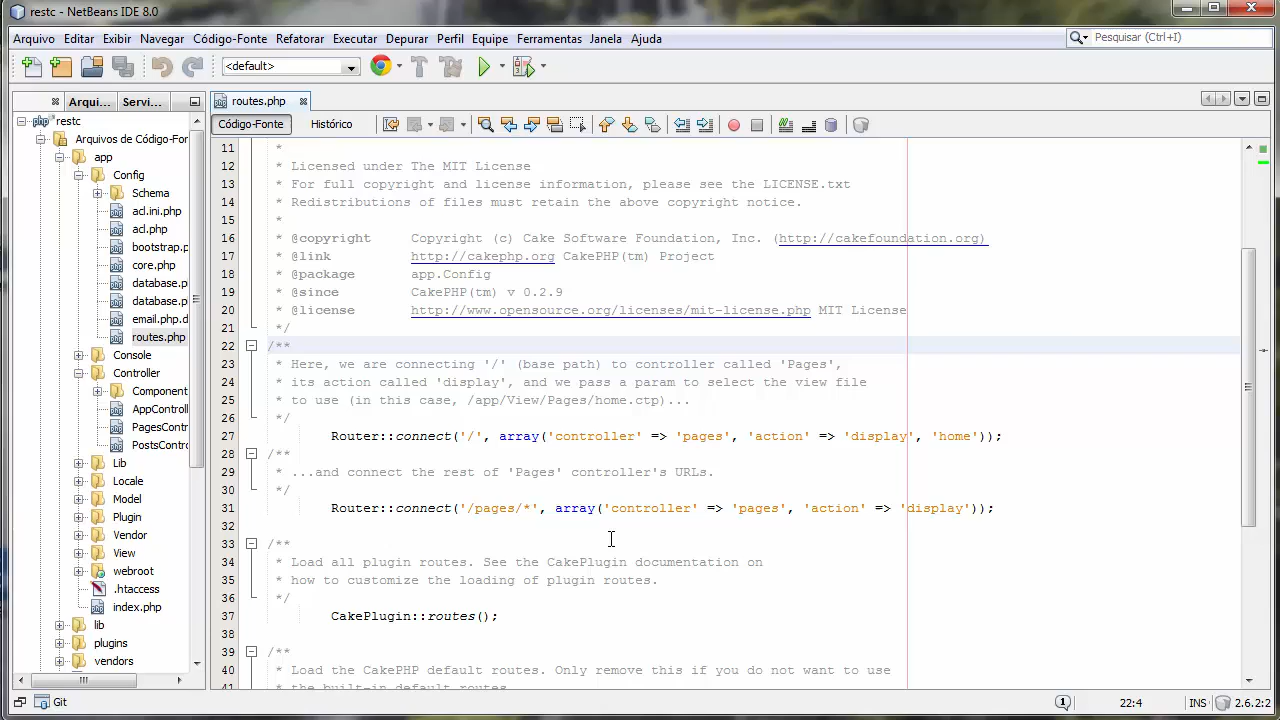 restc - NetBeans IDE 8.0
Arquivo Editar Exibir Navegar Código-Fonte Refatorar Executar Depurar Perfil Equipe Ferramentas Janela Ajuda
Pesquisar (Ctrl+I)
<default>
Arqui... Servi...
routes.php
Código-Fonte Histórico
restc
Arquivos de Código-Fon
app
Config
Schema
acl.ini.php
acl.php
bootstrap.p
core.php
database.p
database.p
email.php.d
routes.php
Console
Controller
Component
AppControl
PagesContr
PostsContro
Lib
Locale
Model
Plugin
Vendor
View
webroot
.htaccess
index.php
lib
plugins
vendors
11 *
12 * Licensed under The MIT License
13 * For full copyright and license information, please see the LICENSE.txt
14 * Redistributions of files must retain the above copyright notice.
15 *
16 * @copyright Copyright (c) Cake Software Foundation, Inc. (http://cakefoundation.org)
17 * @link http://cakephp.org CakePHP(tm) Project
18 * @package app.Config
19 * @since CakePHP(tm) v 0.2.9
20 * @license http://www.opensource.org/licenses/mit-license.php MIT License
21 */
22 /**
23 * Here, we are connecting '/' (base path) to controller called 'Pages',
24 * its action called 'display', and we pass a param to select the view file
25 * to use (in this case, /app/View/Pages/home.ctp)...
26 */
27 Router::connect('/', array('controller' => 'pages', 'action' => 'display', 'home'));
28 /**
29 * ...and connect the rest of 'Pages' controller's URLs.
30 */
31 Router::connect('/pages/*', array('controller' => 'pages', 'action' => 'display'));
32
33 /**
34 * Load all plugin routes. See the CakePlugin documentation on
35 * how to customize the loading of plugin routes.
36 */
37 CakePlugin::routes();
38
39 /**
40 * Load the CakePHP default routes. Only remove this if you do not want to use
41 * the built-in default routes.
Git
1 22:4 INS 2.6.2:2